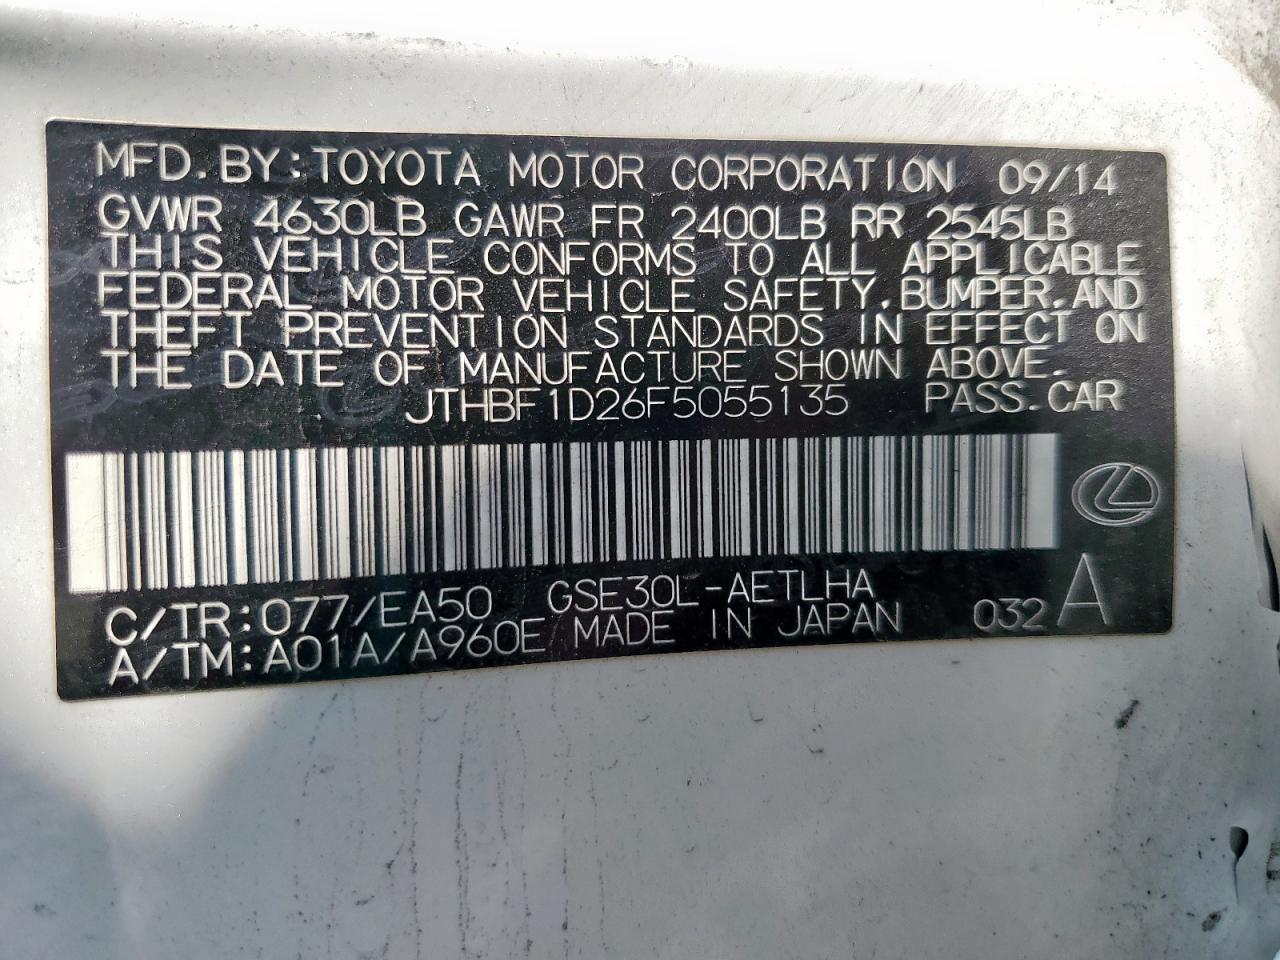 MFD. BY: TOYOTA MOTOR CORPORATION 09/14
GVWR 4630LB GAWR FR 2400LB RR 2545LB
THIS VEHICLE CONFORMS TO ALL APPLICABLE
FEDERAL MOTOR VEHICLE SAFETY, BUMPER, AND
THEFT PREVENTION STANDARDS IN EFFECT ON
THE DATE OF MANUFACTURE SHOWN ABOVE.
JTHBF1D26F5055135 PASS. CAR
C/TR: 077/EA50 GSE30L-AETLHA
A/TM: A01A/A960E MADE IN JAPAN 032 A